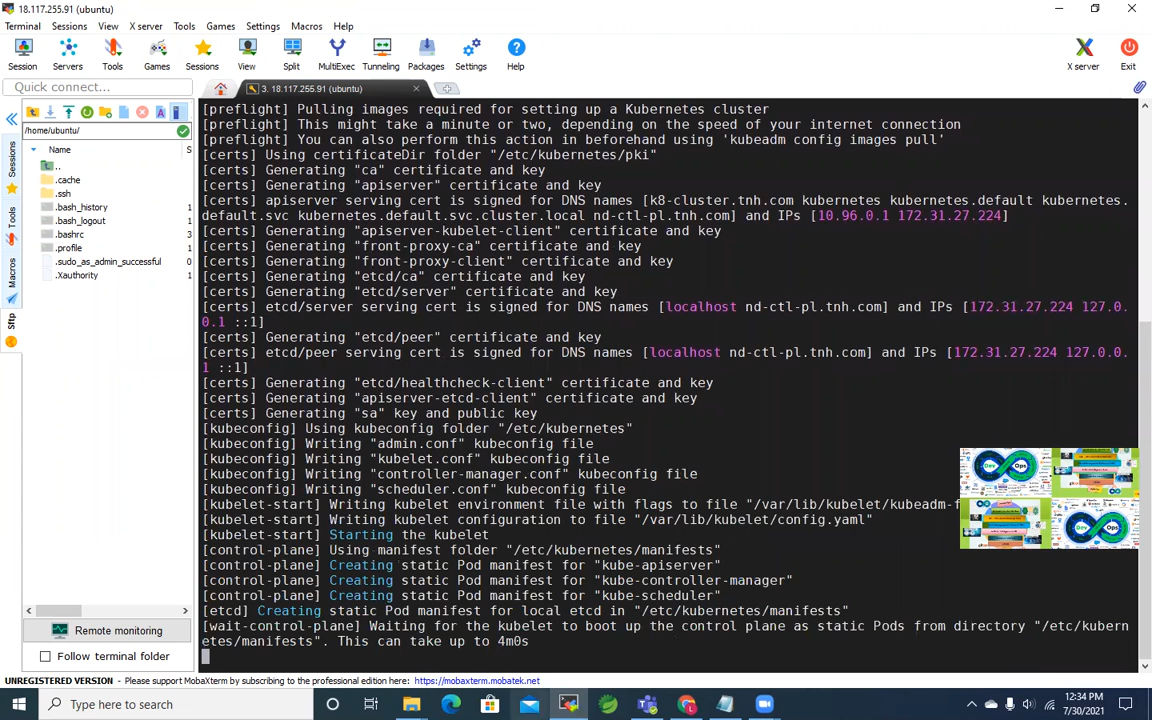 18.117.255.91 (ubuntu)
Terminal Sessions View X server Tools Games Settings Macros Help
Session Servers Tools Games Sessions View Split MultiExec Tunneling Packages Settings Help X server Exit
Quick connect...
3. 18.117.255.91 (ubuntu)
/home/ubuntu/
Name S
..
.cache
.ssh
.bash_history 1
.bash_logout 1
.bashrc 3
.profile 1
.sudo_as_admin_successful 0
.Xauthority 1
Sessions
Tools
Macros
Sftp
[preflight] Pulling images required for setting up a Kubernetes cluster
[preflight] This might take a minute or two, depending on the speed of your internet connection
[preflight] You can also perform this action in beforehand using 'kubeadm config images pull'
[certs] Using certificateDir folder "/etc/kubernetes/pki"
[certs] Generating "ca" certificate and key
[certs] Generating "apiserver" certificate and key
[certs] apiserver serving cert is signed for DNS names [k8-cluster.tnh.com kubernetes kubernetes.default kubernetes.
default.svc kubernetes.default.svc.cluster.local nd-ctl-pl.tnh.com] and IPs [10.96.0.1 172.31.27.224]
[certs] Generating "apiserver-kubelet-client" certificate and key
[certs] Generating "front-proxy-ca" certificate and key
[certs] Generating "front-proxy-client" certificate and key
[certs] Generating "etcd/ca" certificate and key
[certs] Generating "etcd/server" certificate and key
[certs] etcd/server serving cert is signed for DNS names [localhost nd-ctl-pl.tnh.com] and IPs [172.31.27.224 127.0.
0.1 ::1]
[certs] Generating "etcd/peer" certificate and key
[certs] etcd/peer serving cert is signed for DNS names [localhost nd-ctl-pl.tnh.com] and IPs [172.31.27.224 127.0.0.
1 ::1]
[certs] Generating "etcd/healthcheck-client" certificate and key
[certs] Generating "apiserver-etcd-client" certificate and key
[certs] Generating "sa" key and public key
[kubeconfig] Using kubeconfig folder "/etc/kubernetes"
[kubeconfig] Writing "admin.conf" kubeconfig file
[kubeconfig] Writing "kubelet.conf" kubeconfig file
[kubeconfig] Writing "controller-manager.conf" kubeconfig file
[kubeconfig] Writing "scheduler.conf" kubeconfig file
[kubelet-start] Writing kubelet environment file with flags to file "/var/lib/kubelet/kubeadm-f
[kubelet-start] Writing kubelet configuration to file "/var/lib/kubelet/config.yaml"
[kubelet-start] Starting the kubelet
[control-plane] Using manifest folder "/etc/kubernetes/manifests"
[control-plane] Creating static Pod manifest for "kube-apiserver"
[control-plane] Creating static Pod manifest for "kube-controller-manager"
[control-plane] Creating static Pod manifest for "kube-scheduler"
[etcd] Creating static Pod manifest for local etcd in "/etc/kubernetes/manifests"
[wait-control-plane] Waiting for the kubelet to boot up the control plane as static Pods from directory "/etc/kubern
etes/manifests". This can take up to 4m0s
Dev Ops
Dev Ops
Remote monitoring
Follow terminal folder
UNREGISTERED VERSION - Please support MobaXterm by subscribing to the professional edition here: https://mobaxterm.mobatek.net
Type here to search
12:34 PM
7/30/2021